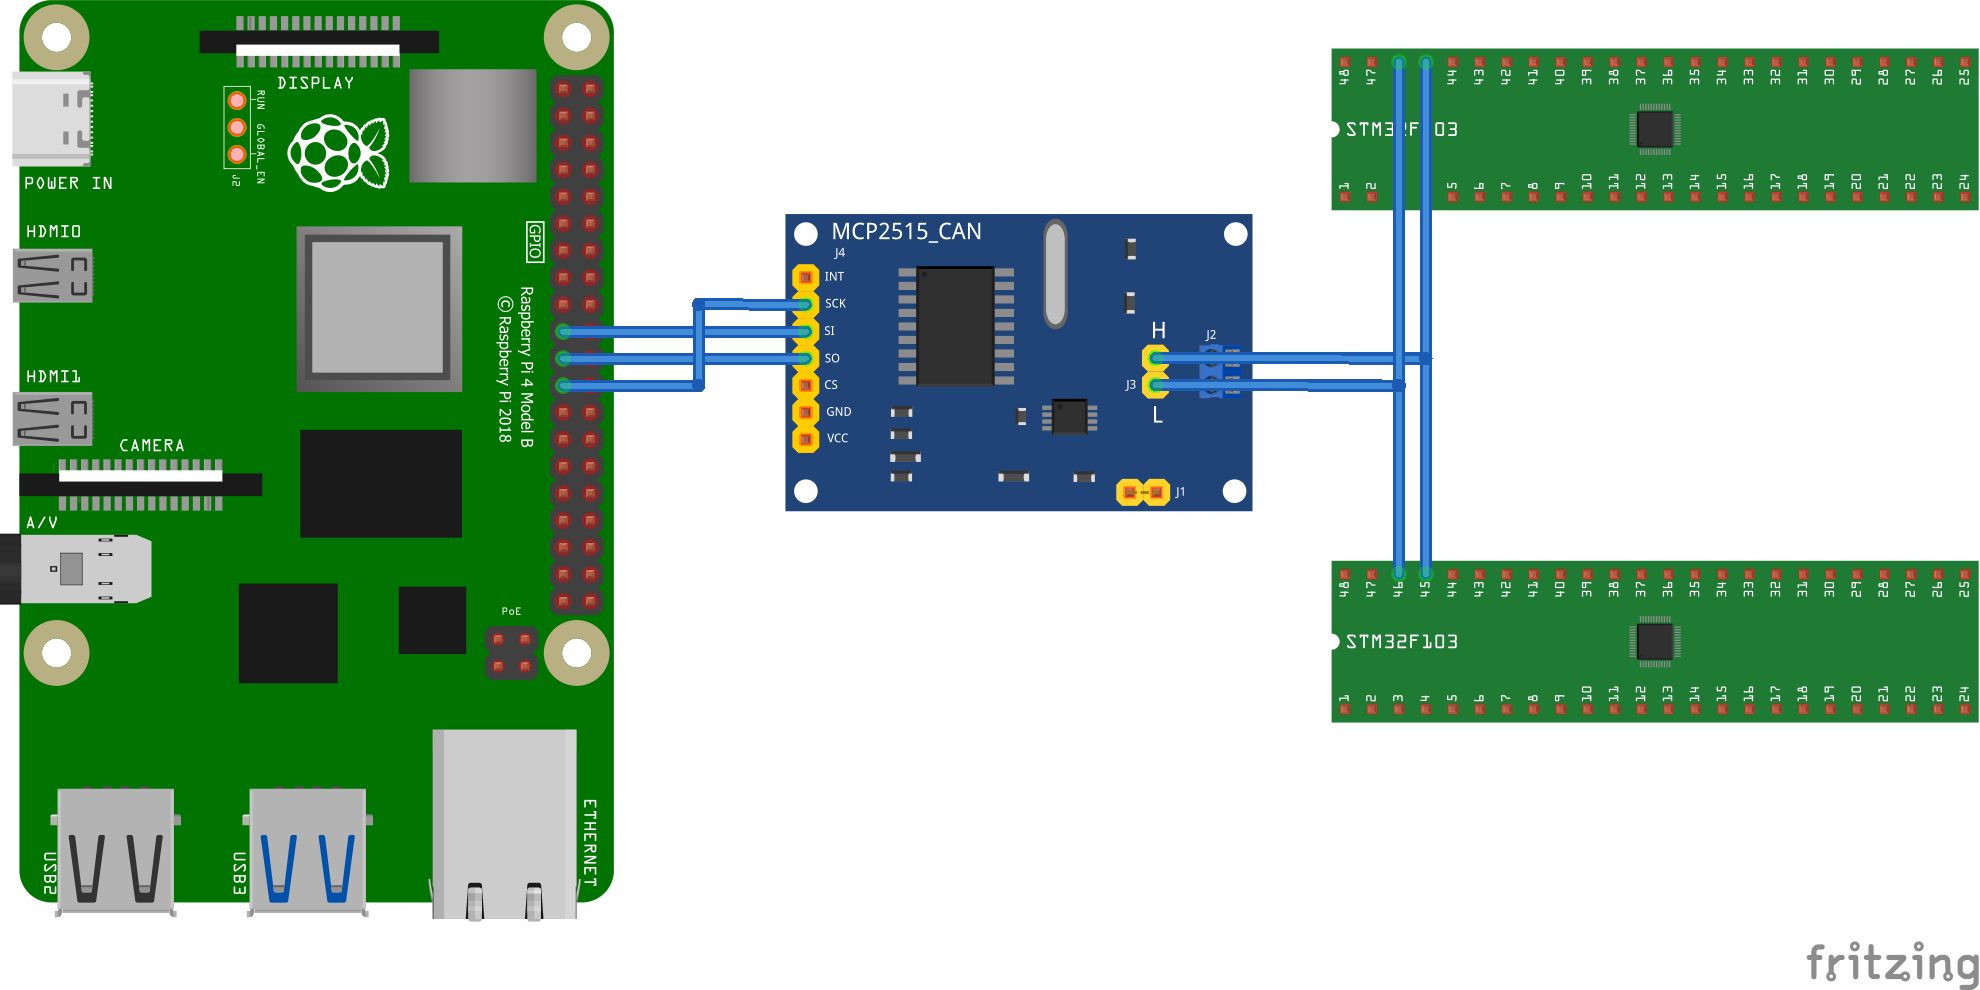 DISPLAY
RUN
GLOBAL_EN
J2
POWER IN
HDMI0
GPIO
HDMI1
Raspberry Pi 4 Model B
© Raspberry Pi 2018
CAMERA
A/V
PoE
USB2
USB3
ETHERNET
MCP2515_CAN
J4
INT
SCK
SI
SO
CS
GND
VCC
H
J2
J3
L
J1
48 47 44 43 42 41 40 39 38 37 36 35 34 33 32 31 30 29 28 27 26 25
STM32F103
1 2 5 6 7 8 9 10 11 12 13 14 15 16 17 18 19 20 21 22 23 24
48 47 46 45 44 43 42 41 40 39 38 37 36 35 34 33 32 31 30 29 28 27 26 25
STM32F103
1 2 3 4 5 6 7 8 9 10 11 12 13 14 15 16 17 18 19 20 21 22 23 24
fritzing